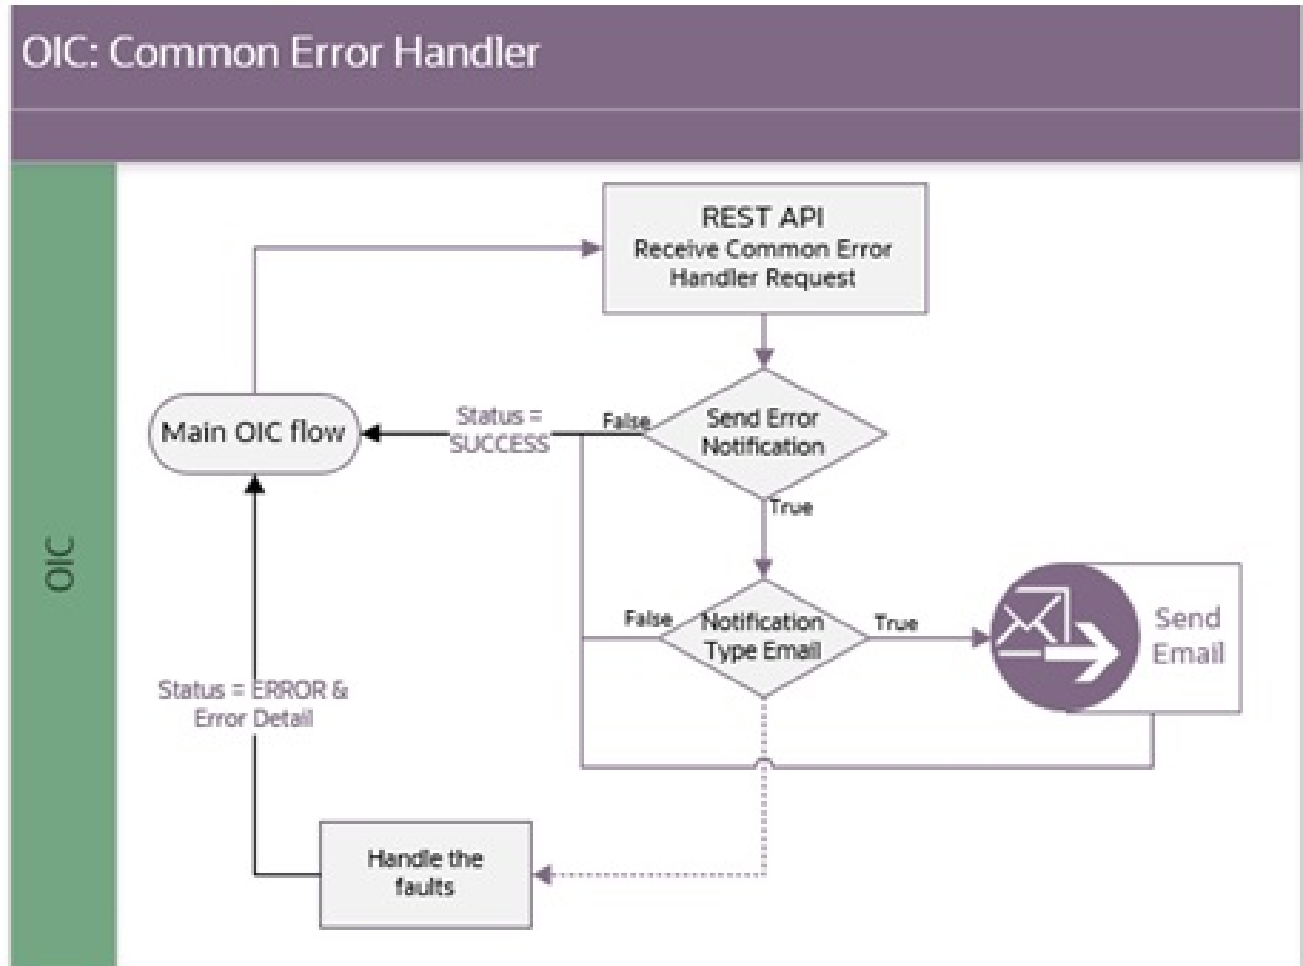 OIC: Common Error Handler
REST API
Receive Common Error
Handler Request
Main OIC flow
Status =
SUCCESS
False
Send Error
Notification
True
OIC
False
Notification
Type Email
True
Send
Email
Status = ERROR &
Error Detail
Handle the
faults